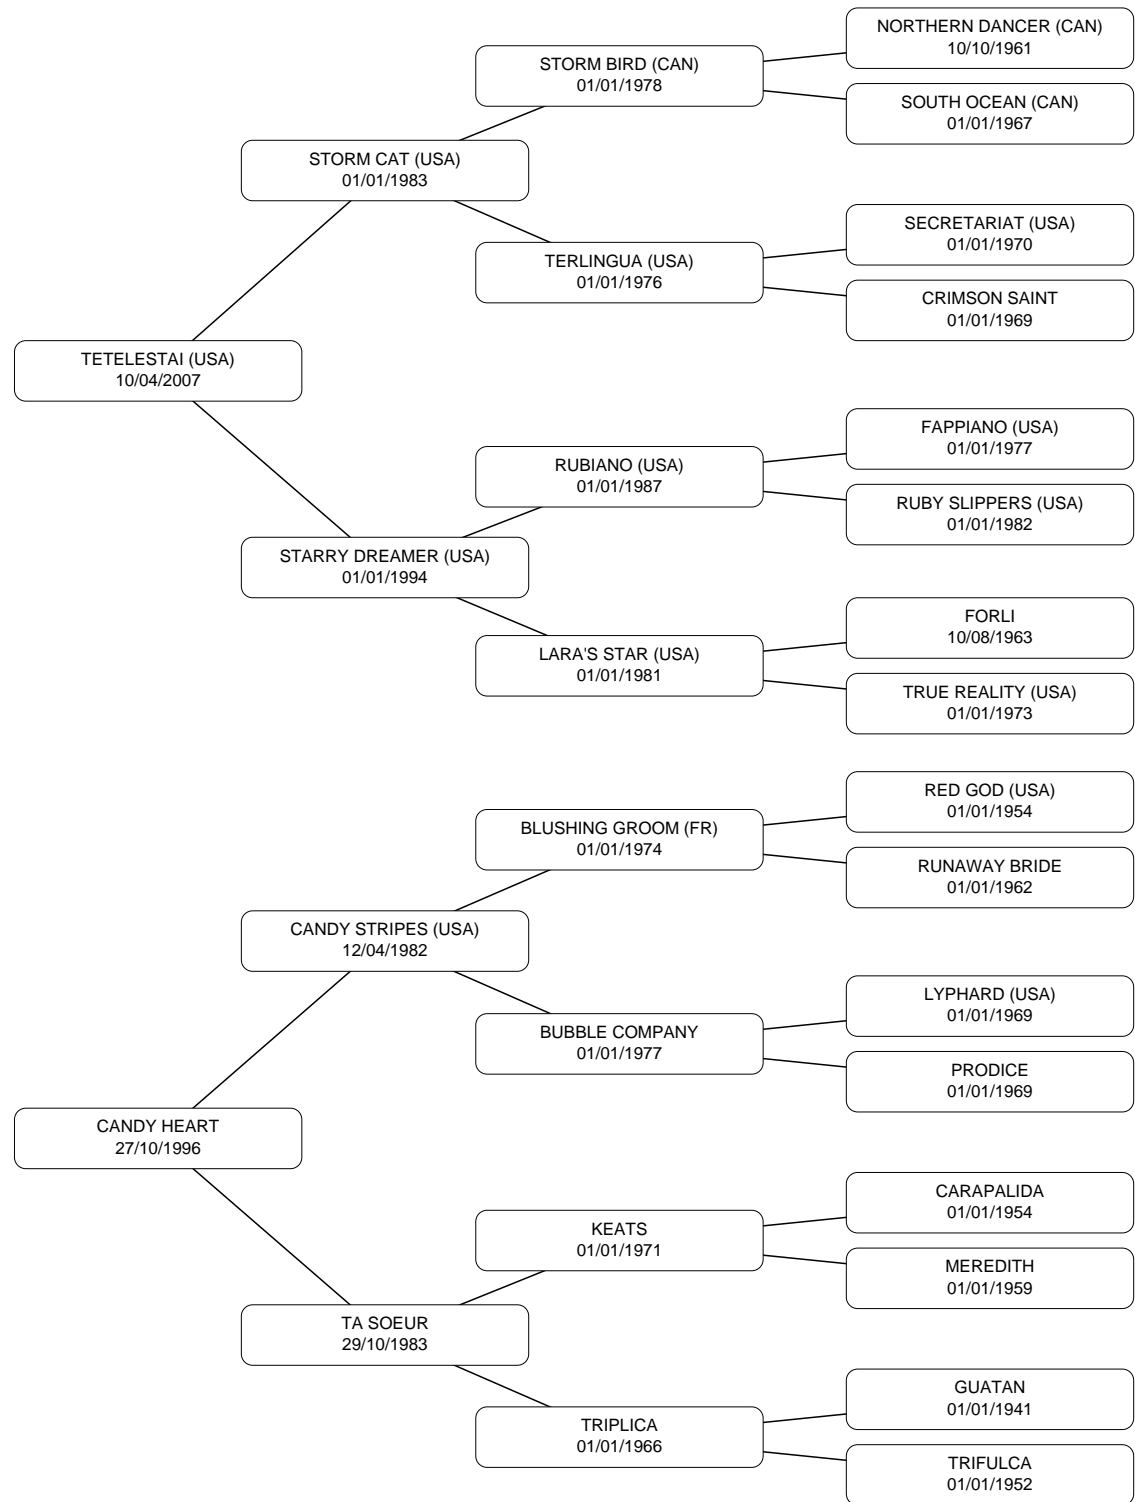 NORTHERN DANCER (CAN)
10/10/1961
STORM BIRD (CAN)
01/01/1978
SOUTH OCEAN (CAN)
01/01/1967
STORM CAT (USA)
01/01/1983
SECRETARIAT (USA)
01/01/1970
TERLINGUA (USA)
01/01/1976
CRIMSON SAINT
01/01/1969
TETELESTAI (USA)
10/04/2007
FAPPIANO (USA)
01/01/1977
RUBIANO (USA)
01/01/1987
RUBY SLIPPERS (USA)
01/01/1982
STARRY DREAMER (USA)
01/01/1994
FORLI
10/08/1963
LARA'S STAR (USA)
01/01/1981
TRUE REALITY (USA)
01/01/1973
RED GOD (USA)
01/01/1954
BLUSHING GROOM (FR)
01/01/1974
RUNAWAY BRIDE
01/01/1962
CANDY STRIPES (USA)
12/04/1982
LYPHARD (USA)
01/01/1969
BUBBLE COMPANY
01/01/1977
PRODICE
01/01/1969
CANDY HEART
27/10/1996
CARAPALIDA
01/01/1954
KEATS
01/01/1971
MEREDITH
01/01/1959
TA SOEUR
29/10/1983
GUATAN
01/01/1941
TRIPLICA
01/01/1966
TRIFULCA
01/01/1952